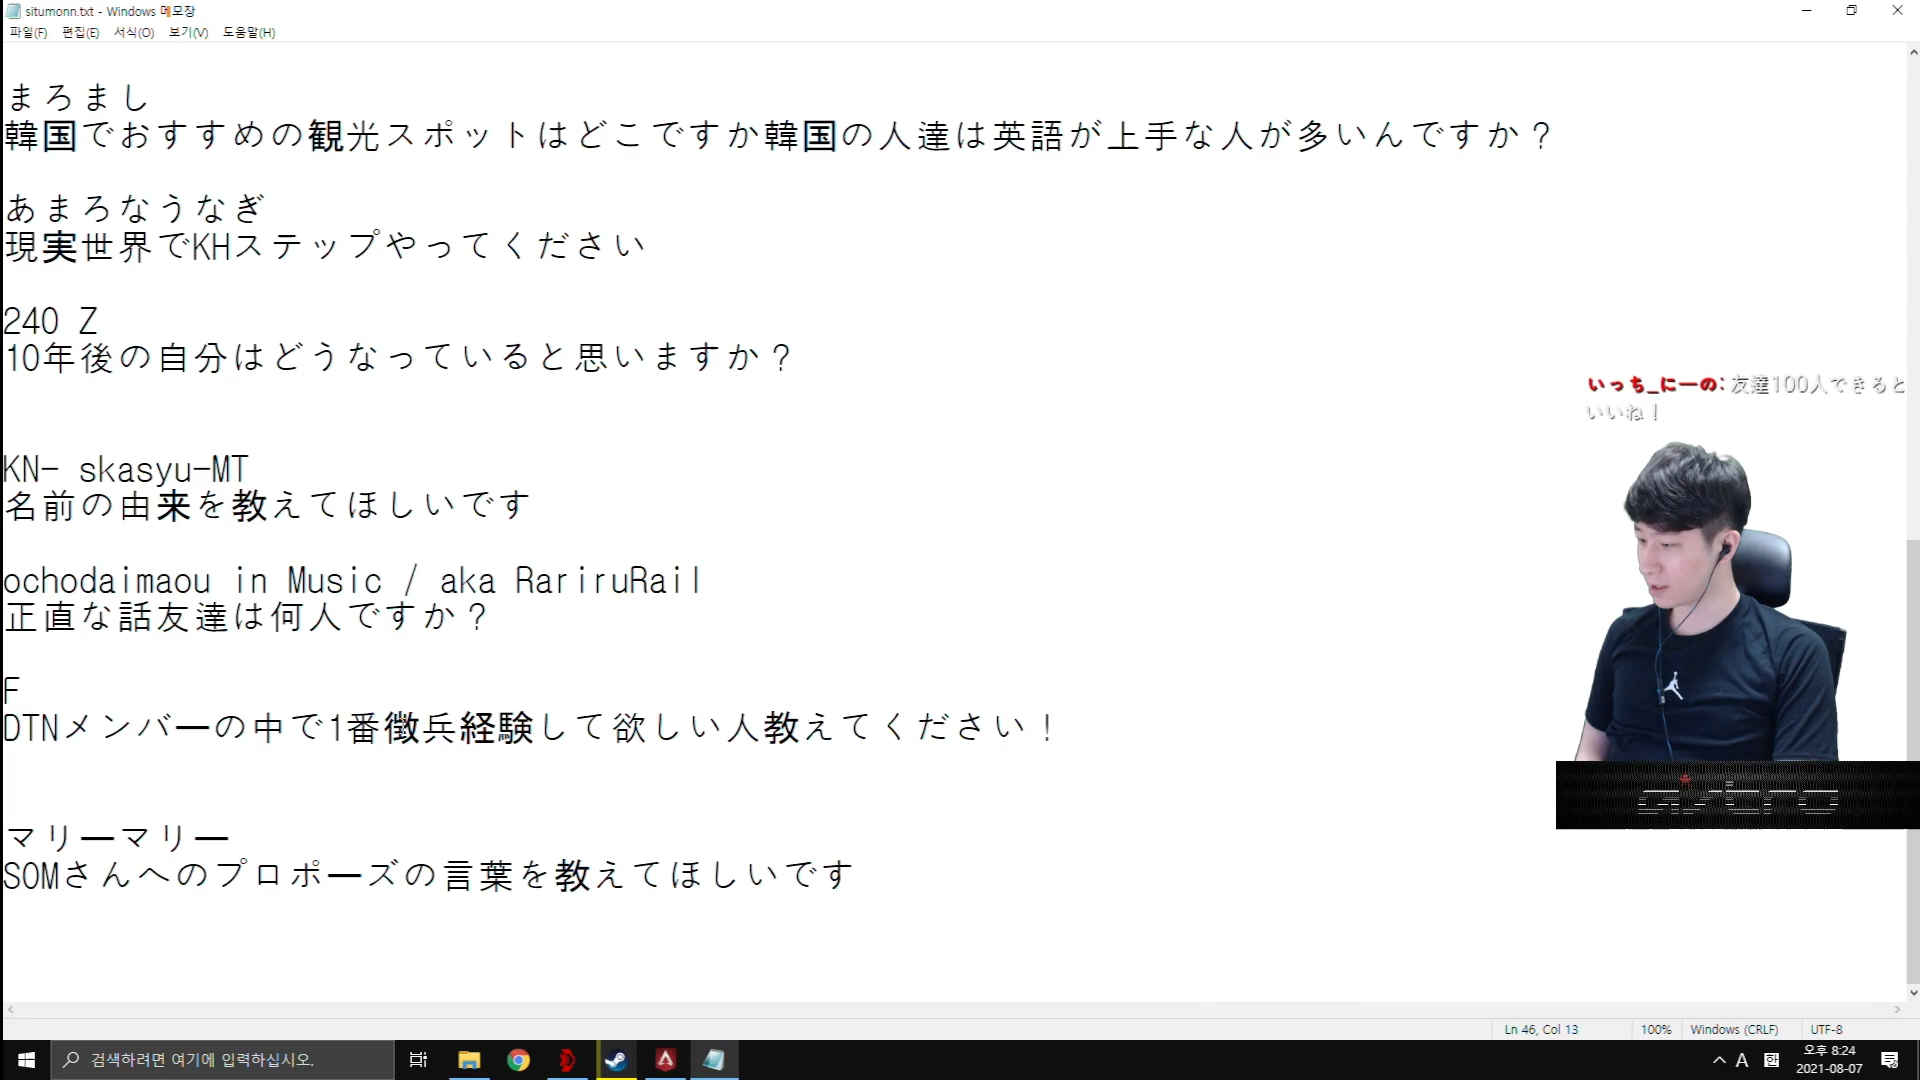 situmonn.txt - Windows 메모장
파일(F) 편집(E) 서식(O) 보기(V) 도움말(H)
まろまし
韓国でおすすめの観光スポットはどこですか韓国の人達は英語が上手な人が多いんですか？
あまろなうなぎ
現実世界でKHステップやってください
240 Z
10年後の自分はどうなっていると思いますか？
KN- skasyu-MT
名前の由来を教えてほしいです
ochodaimaou in Music / aka RariruRail
正直な話友達は何人ですか？
F
DTNメンバーの中で1番徴兵経験して欲しい人教えてください！
マリーマリー
SOMさんへのプロポーズの言葉を教えてほしいです
いっち_にーの: 友達100人できると
いいね！
Ln 46, Col 13 100% Windows (CRLF) UTF-8
검색하려면 여기에 입력하십시오.
A 한 오후 8:24
2021-08-07